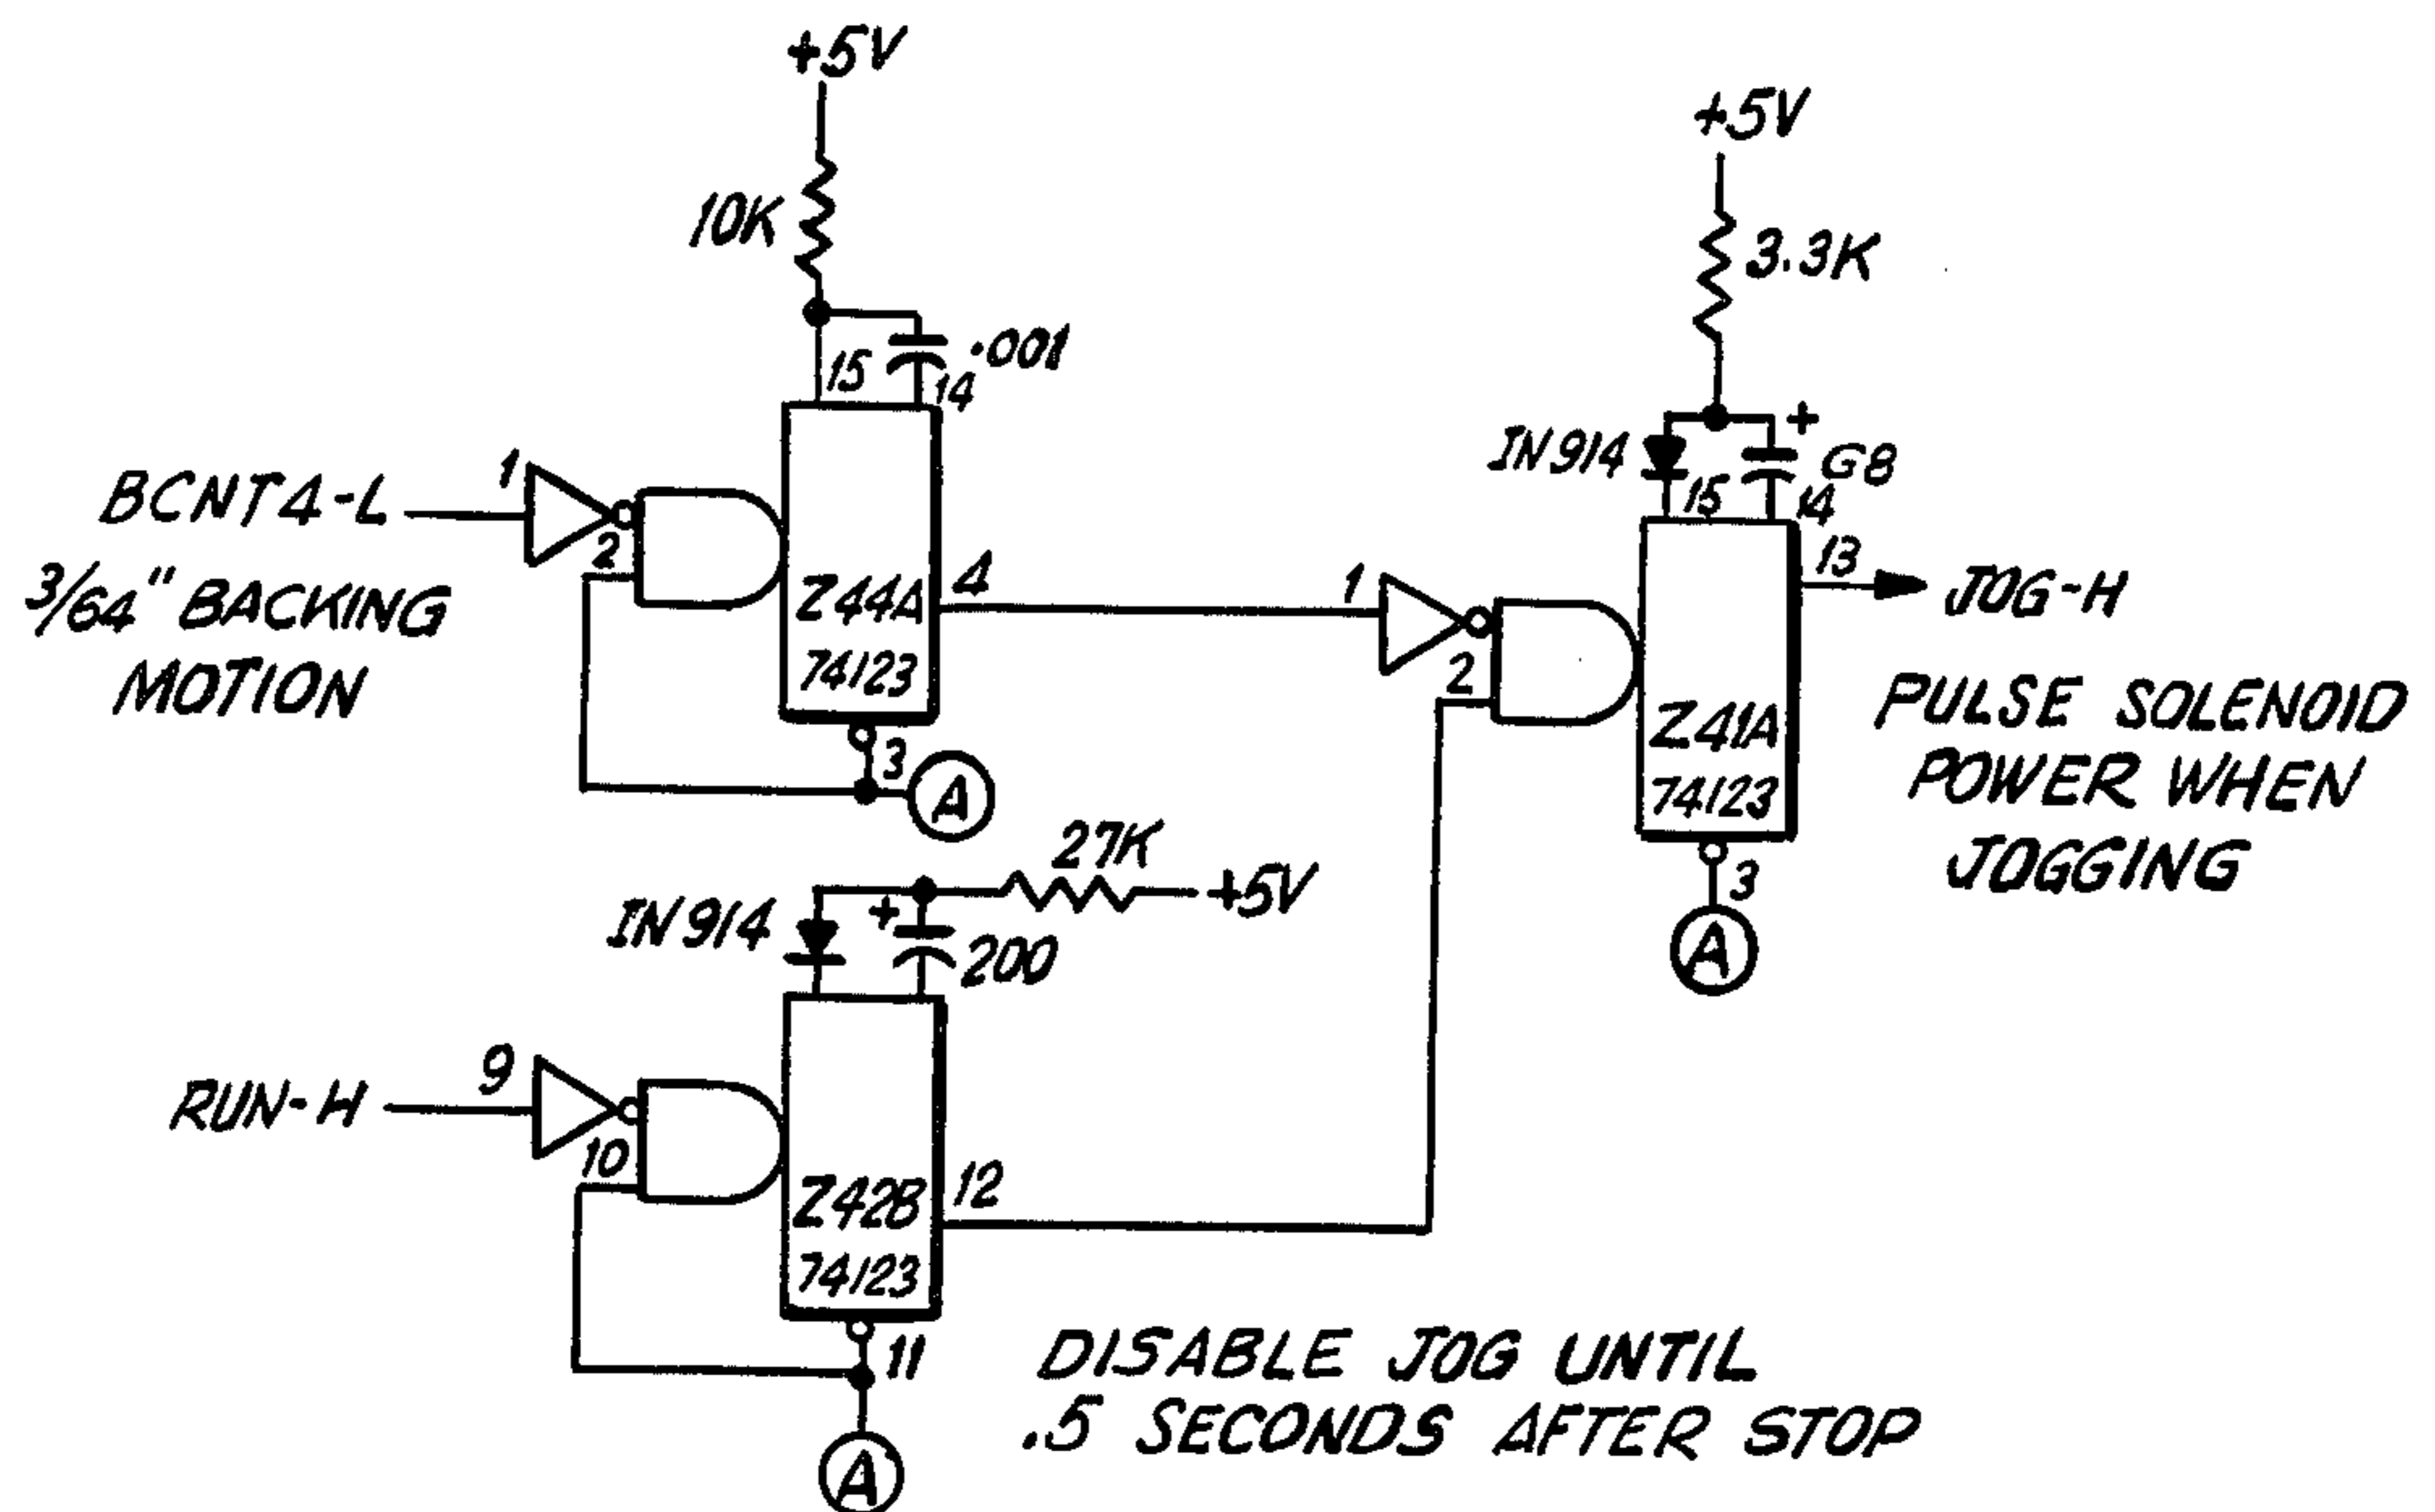 +5V
10K
15
.001
14
BCNT4-L
1
2
3/64" BACKING
MOTION
Z44A
74123
4
3
A
+5V
3.3K
IN914
+
G8
15
14
13
JOG-H
1
2
Z41A
74123
3
A
PULSE SOLENOID
POWER WHEN
JOGGING
27K
+5V
IN914
+
200
RUN-H
9
10
Z42B
74123
12
11
A
DISABLE JOG UNTIL
.5 SECONDS AFTER STOP